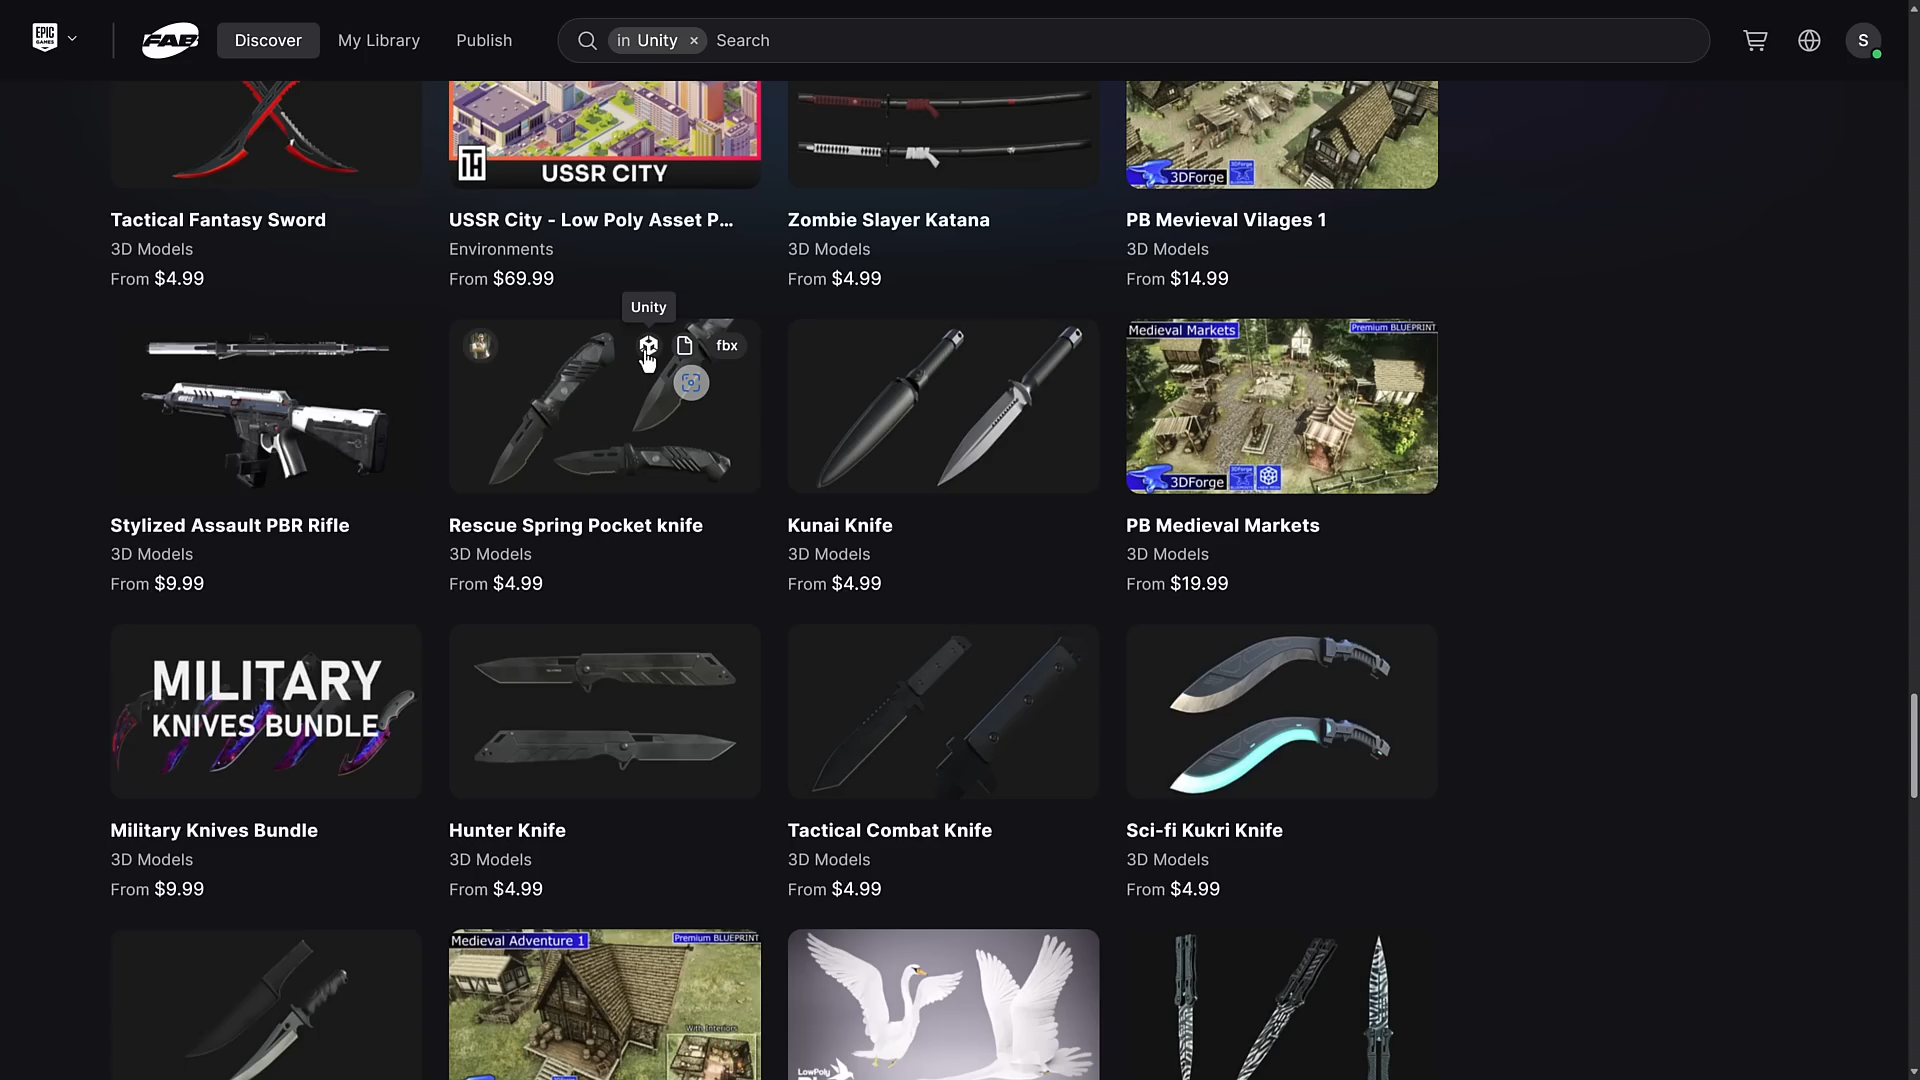 EPIC
GAMES
FAB
Discover
My Library
Publish
in Unity ×
Search
S
USSR CITY
3DForge
Tactical Fantasy Sword
3D Models
From $4.99
USSR City - Low Poly Asset P...
Environments
From $69.99
Zombie Slayer Katana
3D Models
From $4.99
PB Mevieval Vilages 1
3D Models
From $14.99
Unity
fbx
Medieval Markets
Premium BLUEPRINT
3DForge
Stylized Assault PBR Rifle
3D Models
From $9.99
Rescue Spring Pocket knife
3D Models
From $4.99
Kunai Knife
3D Models
From $4.99
PB Medieval Markets
3D Models
From $19.99
MILITARY
KNIVES BUNDLE
Military Knives Bundle
3D Models
From $9.99
Hunter Knife
3D Models
From $4.99
Tactical Combat Knife
3D Models
From $4.99
Sci-fi Kukri Knife
3D Models
From $4.99
Medieval Adventure 1
Premium BLUEPRINT
With Interiors
LowPoly